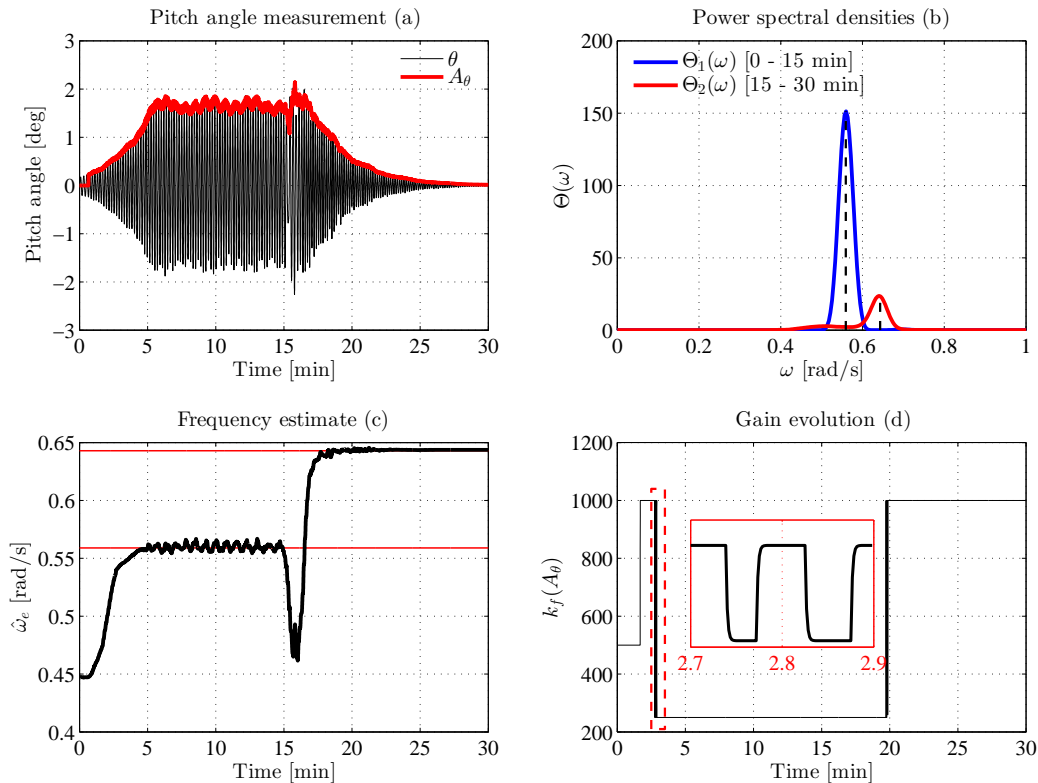 Pitch angle measurement (a)
3
2
1
0
−1
−2
−3
Pitch angle [deg]
θ
A_θ
0 5 10 15 20 25 30
Time [min]
Power spectral densities (b)
200
150
100
50
0
Θ(ω)
Θ₁(ω) [0 - 15 min]
Θ₂(ω) [15 - 30 min]
0 0.2 0.4 0.6 0.8 1
ω [rad/s]
Frequency estimate (c)
0.65
0.6
0.55
0.5
0.45
0.4
ω̂_e [rad/s]
0 5 10 15 20 25 30
Time [min]
Gain evolution (d)
1200
1000
800
600
400
200
k_f(A_θ)
2.7 2.8 2.9
0 5 10 15 20 25 30
Time [min]